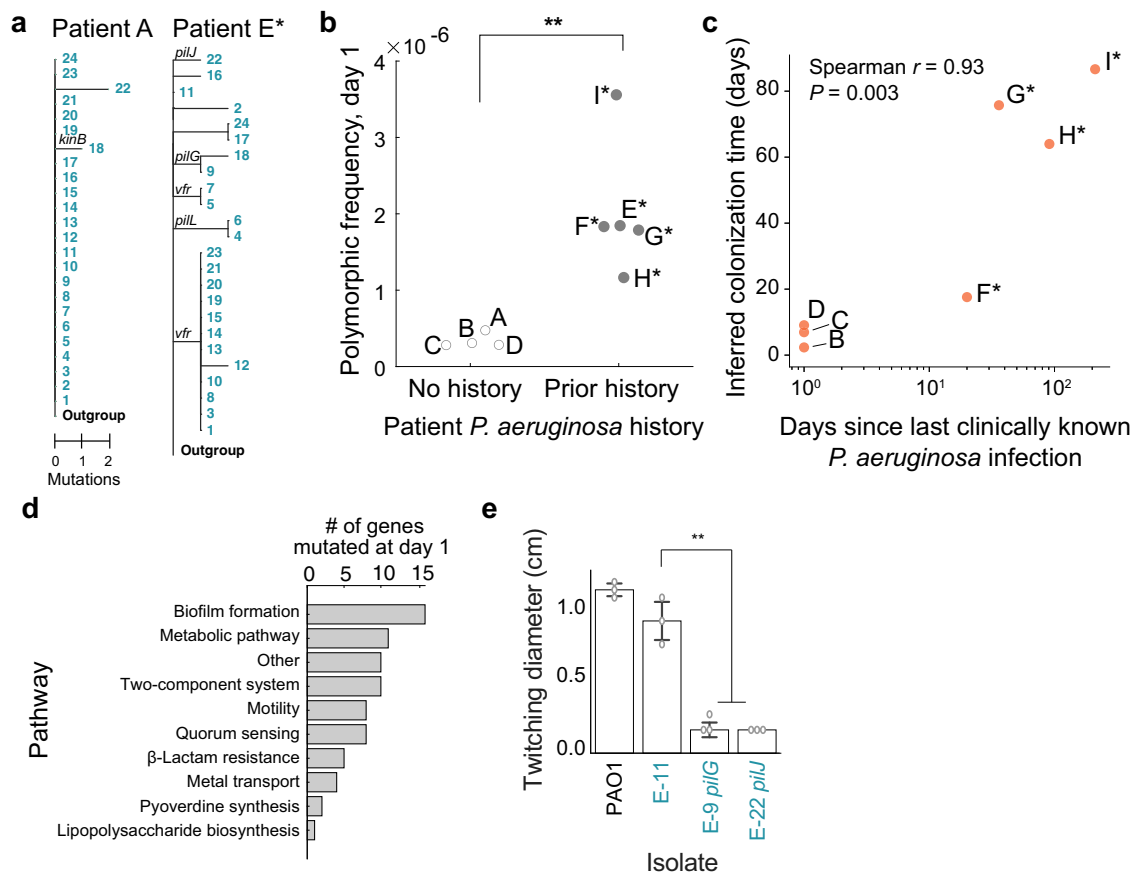 a
Patient A
24
23
22
21
20
19
kinB
18
17
16
15
14
13
12
11
10
9
8
7
6
5
4
3
2
1
Outgroup
0 1 2
Mutations
Patient E*
pilJ
22
16
11
2
24
17
pilG
18
9
vfr
7
5
pilL
6
4
23
21
20
19
15
14
vfr
13
12
10
8
3
1
Outgroup
b
**
4 ×10⁻⁶
3
2
1
0
Polymorphic frequency, day 1
I*
F*
E*
G*
H*
C
B
A
D
No history
Prior history
Patient P. aeruginosa history
c
Spearman r = 0.93
P = 0.003
Inferred colonization time (days)
80
60
40
20
0
I*
G*
H*
F*
D
C
B
10⁰ 10¹ 10²
Days since last clinically known
P. aeruginosa infection
d
# of genes
mutated at day 1
0 5 10 15
Pathway
Biofilm formation
Metabolic pathway
Other
Two-component system
Motility
Quorum sensing
β-Lactam resistance
Metal transport
Pyoverdine synthesis
Lipopolysaccharide biosynthesis
e
**
Twitching diameter (cm)
1.0
0.5
0.0
PAO1
E-11
E-9 pilG
E-22 pilJ
Isolate